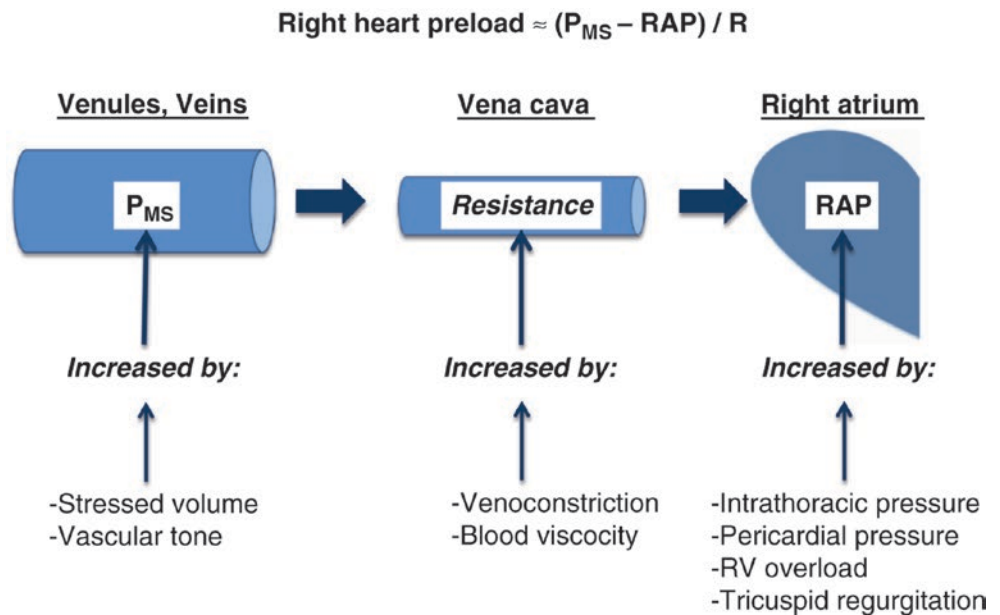 Right heart preload ≈ (PMS – RAP) / R
Venules, Veins
Vena cava
Right atrium
PMS
Resistance
RAP
Increased by:
Increased by:
Increased by:
-Stressed volume
-Vascular tone
-Venoconstriction
-Blood viscocity
-Intrathoracic pressure
-Pericardial pressure
-RV overload
-Tricuspid regurgitation